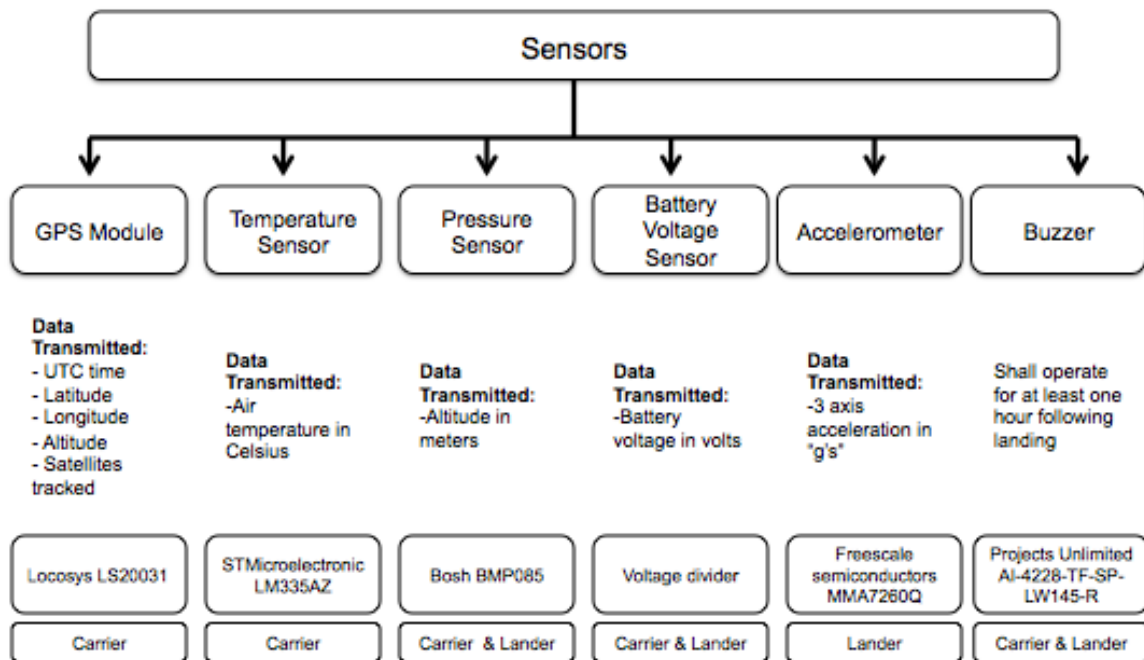 Sensors
GPS Module
Temperature
Sensor
Pressure
Sensor
Battery
Voltage
Sensor
Accelerometer
Buzzer
Data
Transmitted:
- UTC time
- Latitude
- Longitude
- Altitude
- Satellites
tracked
Data
Transmitted:
-Air
temperature in
Celsius
Data
Transmitted:
-Altitude in
meters
Data
Transmitted:
-Battery
voltage in volts
Data
Transmitted:
-3 axis
acceleration in
"g's"
Shall operate
for at least one
hour following
landing
Locosys LS20031
STMicroelectronic
LM335AZ
Bosh BMP085
Voltage divider
Freescale
semiconductors
MMA7260Q
Projects Unlimited
AI-4228-TF-SP-
LW145-R
Carrier
Carrier
Carrier & Lander
Carrier & Lander
Lander
Carrier & Lander